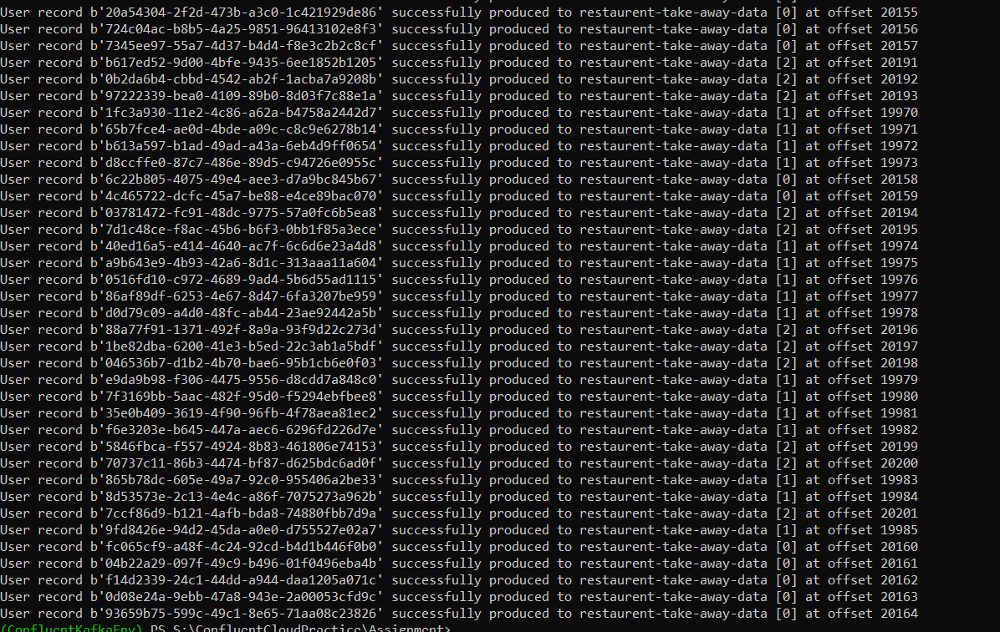 User record b'20a54304-2f2d-473b-a3c0-1c421929de86' successfully produced to restaurent-take-away-data [0] at offset 20155
User record b'724c04ac-b8b5-4a25-9851-96413102e8f3' successfully produced to restaurent-take-away-data [0] at offset 20156
User record b'7345ee97-55a7-4d37-b4d4-f8e3c2b2c8cf' successfully produced to restaurent-take-away-data [0] at offset 20157
User record b'b617ed52-9d00-4bfe-9435-6ee1852b1205' successfully produced to restaurent-take-away-data [2] at offset 20191
User record b'0b2da6b4-cbbd-4542-ab2f-1acba7a9208b' successfully produced to restaurent-take-away-data [2] at offset 20192
User record b'97222339-bea0-4109-89b0-8d03f7c88e1a' successfully produced to restaurent-take-away-data [2] at offset 20193
User record b'1fc3a930-11e2-4c86-a62a-b4758a2442d7' successfully produced to restaurent-take-away-data [1] at offset 19970
User record b'65b7fce4-ae0d-4bde-a09c-c8c9e6278b14' successfully produced to restaurent-take-away-data [1] at offset 19971
User record b'b613a597-b1ad-49ad-a43a-6eb4d9ff0654' successfully produced to restaurent-take-away-data [1] at offset 19972
User record b'd8ccffe0-87c7-486e-89d5-c94726e0955c' successfully produced to restaurent-take-away-data [1] at offset 19973
User record b'6c22b805-4075-49e4-aee3-d7a9bc845b67' successfully produced to restaurent-take-away-data [0] at offset 20158
User record b'4c465722-dcfc-45a7-be88-e4ce89bac070' successfully produced to restaurent-take-away-data [0] at offset 20159
User record b'03781472-fc91-48dc-9775-57a0fc6b5ea8' successfully produced to restaurent-take-away-data [2] at offset 20194
User record b'7d1c48ce-f8ac-45b6-b6f3-0bb1f85a3ece' successfully produced to restaurent-take-away-data [2] at offset 20195
User record b'40ed16a5-e414-4640-ac7f-6c6d6e23a4d8' successfully produced to restaurent-take-away-data [1] at offset 19974
User record b'a9b643e9-4b93-42a6-8d1c-313aaa11a604' successfully produced to restaurent-take-away-data [1] at offset 19975
User record b'0516fd10-c972-4689-9ad4-5b6d55ad1115' successfully produced to restaurent-take-away-data [1] at offset 19976
User record b'86af89df-6253-4e67-8d47-6fa3207be959' successfully produced to restaurent-take-away-data [1] at offset 19977
User record b'd0d79c09-a4d0-48fc-ab44-23ae92442a5b' successfully produced to restaurent-take-away-data [1] at offset 19978
User record b'88a77f91-1371-492f-8a9a-93f9d22c273d' successfully produced to restaurent-take-away-data [2] at offset 20196
User record b'1be82dba-6200-41e3-b5ed-22c3ab1a5bdf' successfully produced to restaurent-take-away-data [2] at offset 20197
User record b'046536b7-d1b2-4b70-bae6-95b1cb6e0f03' successfully produced to restaurent-take-away-data [2] at offset 20198
User record b'e9da9b98-f306-4475-9556-d8cdd7a848c0' successfully produced to restaurent-take-away-data [1] at offset 19979
User record b'7f3169bb-5aac-482f-95d0-f5294ebfbee8' successfully produced to restaurent-take-away-data [1] at offset 19980
User record b'35e0b409-3619-4f90-96fb-4f78aea81ec2' successfully produced to restaurent-take-away-data [1] at offset 19981
User record b'f6e3203e-b645-447a-aec6-6296fd226d7e' successfully produced to restaurent-take-away-data [1] at offset 19982
User record b'5846fbca-f557-4924-8b83-461806e74153' successfully produced to restaurent-take-away-data [2] at offset 20199
User record b'70737c11-86b3-4474-bf87-d625bdc6ad0f' successfully produced to restaurent-take-away-data [2] at offset 20200
User record b'865b78dc-605e-49a7-92c0-955406a2be33' successfully produced to restaurent-take-away-data [1] at offset 19983
User record b'8d53573e-2c13-4e4c-a86f-7075273a962b' successfully produced to restaurent-take-away-data [1] at offset 19984
User record b'7ccf86d9-b121-4afb-bda8-74880fbb7d9a' successfully produced to restaurent-take-away-data [2] at offset 20201
User record b'9fd8426e-94d2-45da-a0e0-d755527e02a7' successfully produced to restaurent-take-away-data [1] at offset 19985
User record b'fc065cf9-a48f-4c24-92cd-b4d1b446f0b0' successfully produced to restaurent-take-away-data [0] at offset 20160
User record b'04b22a29-097f-49c9-b496-01f0496eba4b' successfully produced to restaurent-take-away-data [0] at offset 20161
User record b'f14d2339-24c1-44dd-a944-daa1205a071c' successfully produced to restaurent-take-away-data [0] at offset 20162
User record b'0d08e24a-9ebb-47a8-943e-2a00053cfd9c' successfully produced to restaurent-take-away-data [0] at offset 20163
User record b'93659b75-599c-49c1-8e65-71aa08c23826' successfully produced to restaurent-take-away-data [0] at offset 20164
(ConfluentKafkaEnv) PS S:\ConfluentCloudPractice\Assignment>